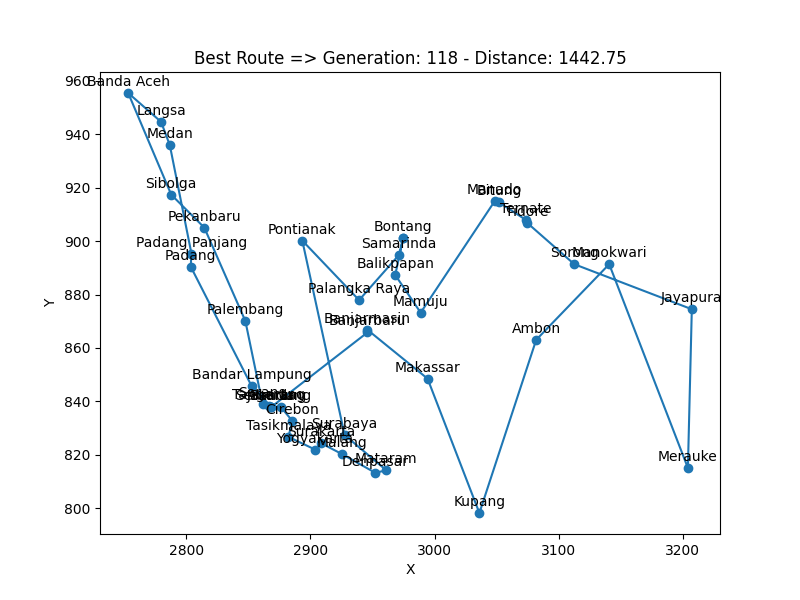 Best Route => Generation: 118 - Distance: 1442.75
960
Banda Aceh
Langsa
940
Medan
920
Sibolga
Manado
Bitung
Ternate
Tidore
Pekanbaru
Pontianak
Bontang
900
Padang Panjang
Samarinda
Padang
Balikpapan
Sorong
Manokwari
880
Palangka Raya
Mamuju
Jayapura
Y
Palembang
Banjarmasin
Banjarbaru
Ambon
860
Bandar Lampung
Makassar
840
Cirebon
Tasikmalaya
Surabaya
Surakarta
Yogyakarta
Malang
820
Denpasar
Mataram
Merauke
800
Kupang
2800
2900
3000
3100
3200
X